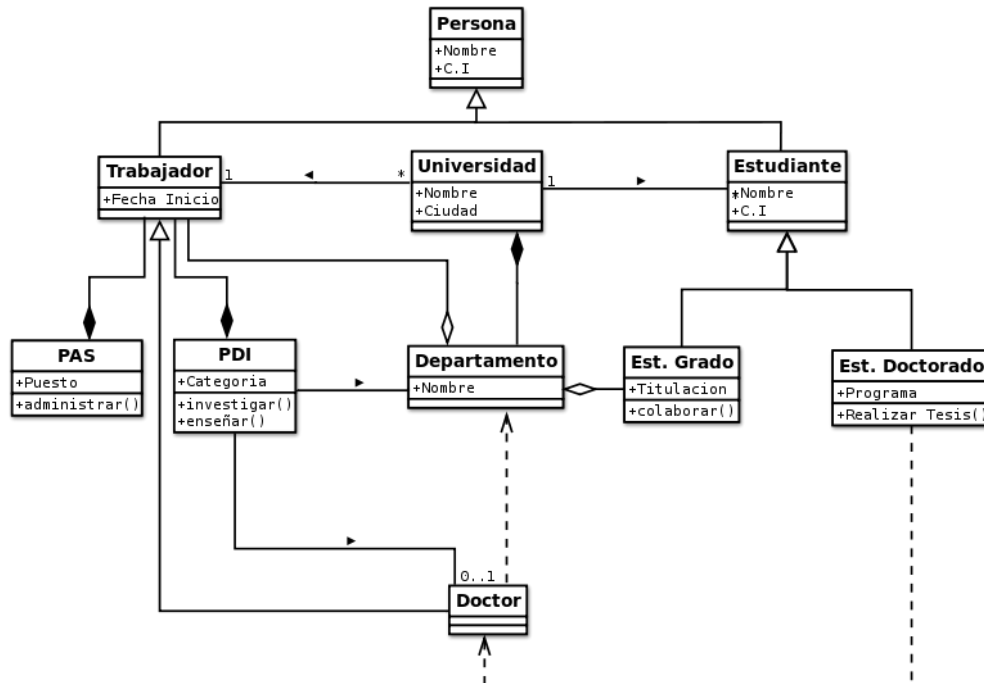 Persona
+Nombre
+C.I
Trabajador
+Fecha Inicio
1
*
Universidad
+Nombre
+Ciudad
1
*
Estudiante
+Nombre
+C.I
PAS
+Puesto
+administrar()
PDI
+Categoria
+investigar()
+enseñar()
Departamento
+Nombre
Est. Grado
+Titulacion
+colaborar()
Est. Doctorado
+Programa
+Realizar Tesis()
0..1
Doctor